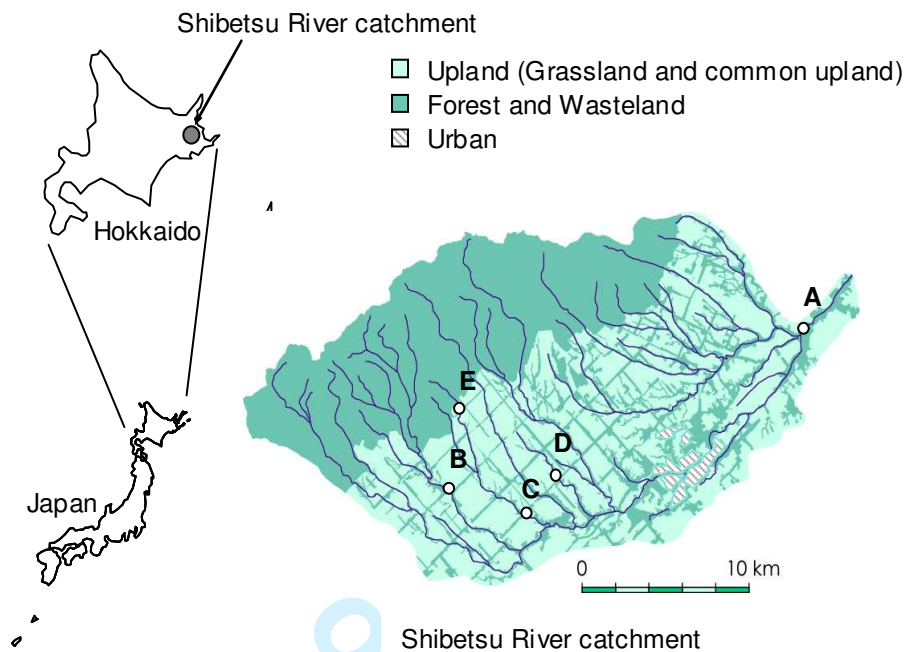 Shibetsu River catchment
Upland (Grassland and common upland)
Forest and Wasteland
Urban
Hokkaido
A
E
D
B
C
Japan
0 10 km
Shibetsu River catchment